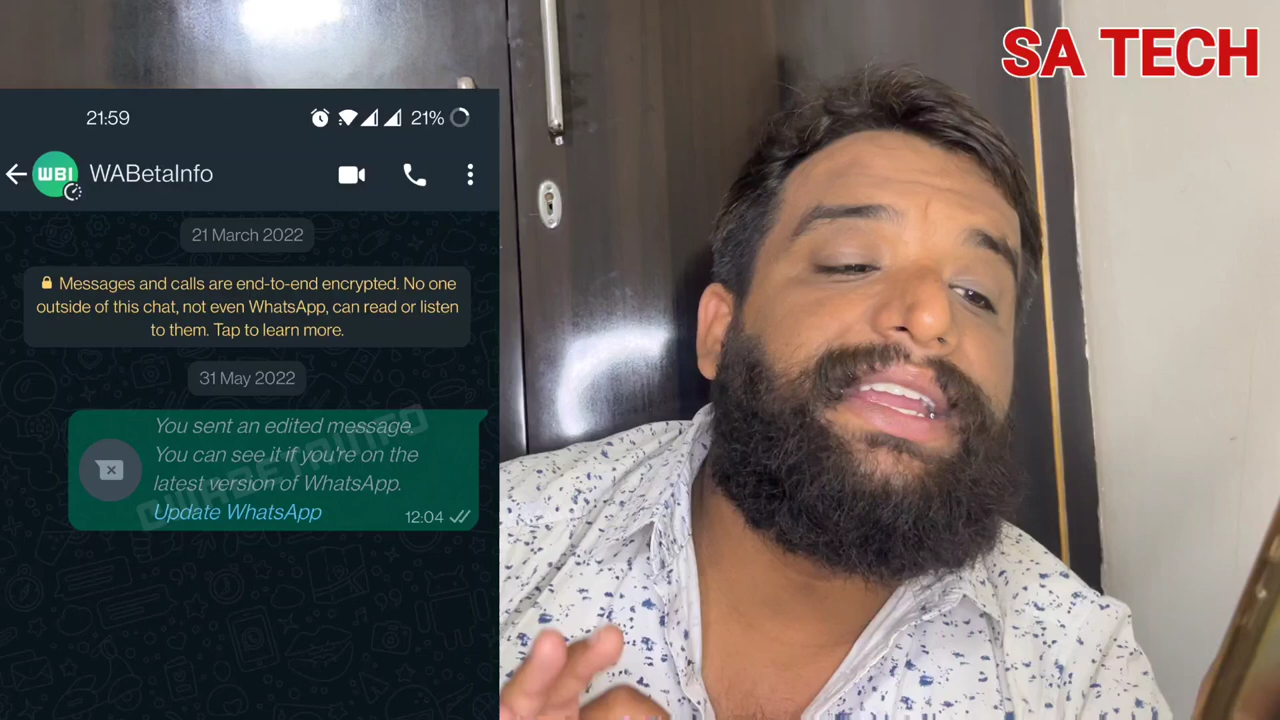 SA TECH
21:59
21%
WBI
WABetaInfo
21 March 2022
Messages and calls are end-to-end encrypted. No one
outside of this chat, not even WhatsApp, can read or listen
to them. Tap to learn more.
31 May 2022
You sent an edited message.
You can see it if you're on the
latest version of WhatsApp.
Update WhatsApp
12:04
@WABETAINFO